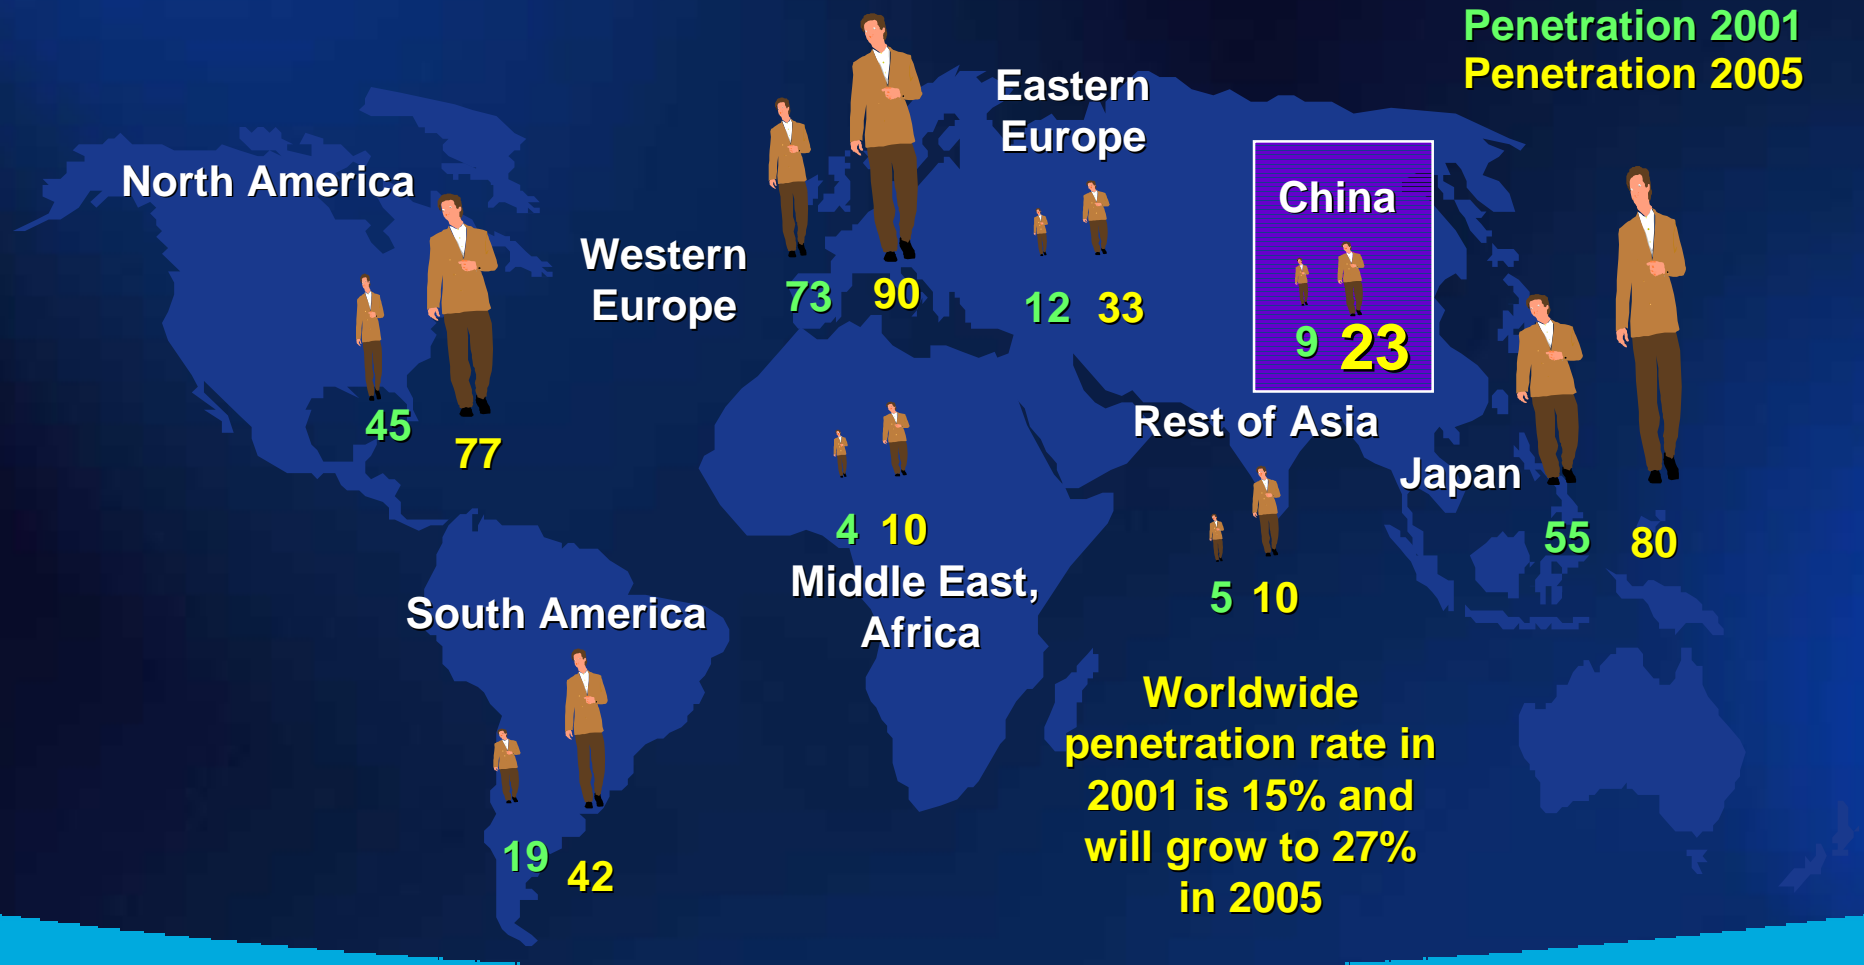 Penetration 2001
Penetration 2005
North America
45
77
Western
Europe
73 90
Eastern
Europe
12 33
China
9 23
Rest of Asia
5 10
Japan
55 80
4 10
Middle East,
Africa
South America
19
42
Worldwide
penetration rate in
2001 is 15% and
will grow to 27%
in 2005